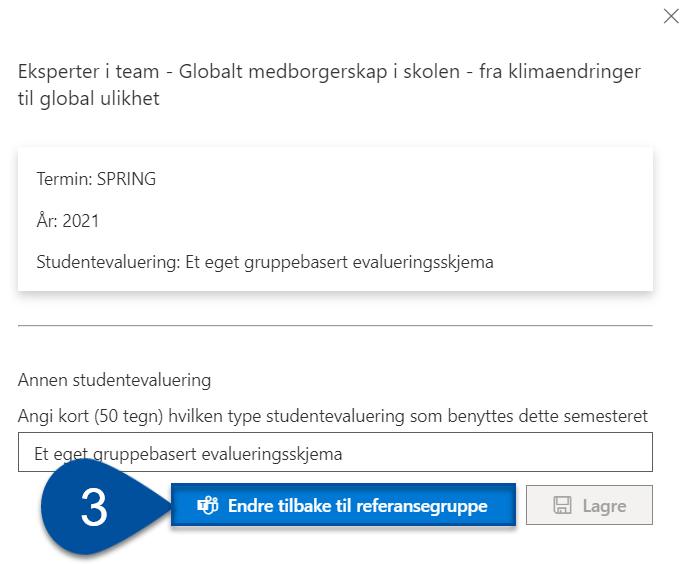 Eksperter i team - Globalt medborgerskap i skolen - fra klimaendringer
til global ulikhet
Termin: SPRING
År: 2021
Studentevaluering: Et eget gruppebasert evalueringsskjema
Annen studentevaluering
Angi kort (50 tegn) hvilken type studentevaluering som benyttes dette semesteret
Et eget gruppebasert evalueringsskjema
3
Endre tilbake til referansegruppe
Lagre